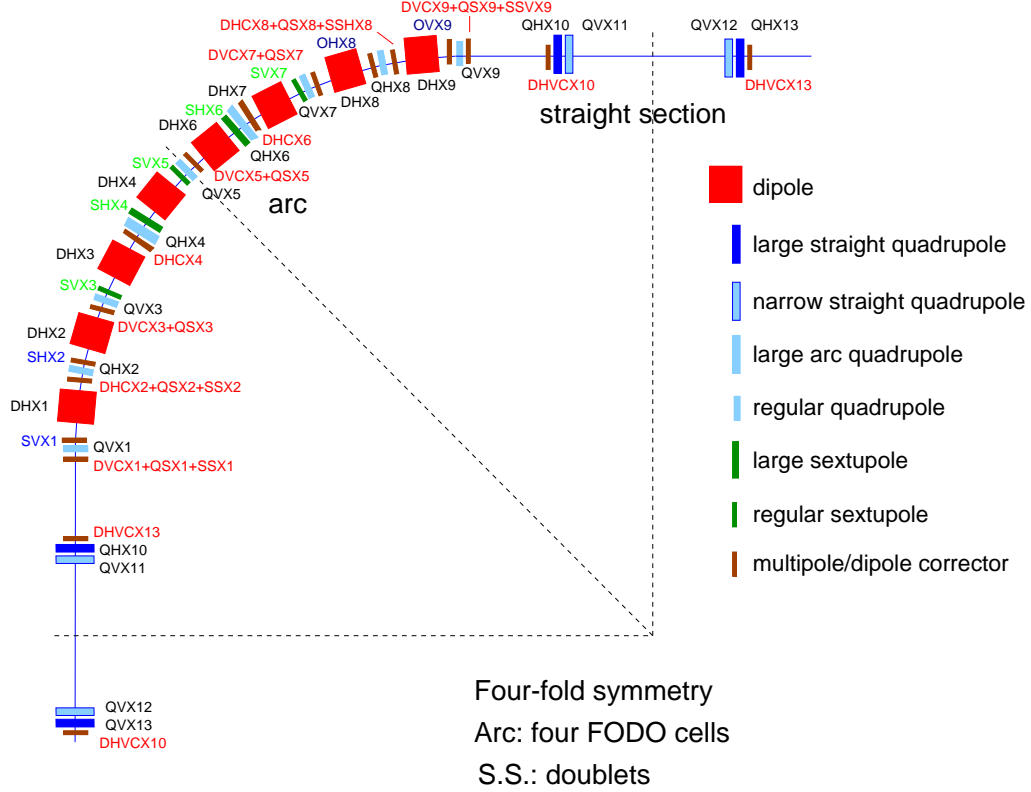 DVCX9+QSX9+SSVX9
DHCX8+QSX8+SSHX8
OVX9
QHX10
QVX11
QVX12
QHX13
OHX8
DVCX7+QSX7
SVX7
QVX9
DHX9
QHX8
DHX8
DHVCX10
DHVCX13
DHX7
SHX6
QVX7
straight section
DHX6
DHCX6
QHX6
SVX5
DVCX5+QSX5
QVX5
DHX4
arc
SHX4
QHX4
DHX3
DHCX4
SVX3
QVX3
DVCX3+QSX3
DHX2
SHX2
QHX2
DHCX2+QSX2+SSX2
DHX1
SVX1
QVX1
DVCX1+QSX1+SSX1
DHVCX13
QHX10
QVX11
QVX12
QVX13
DHVCX10
dipole
large straight quadrupole
narrow straight quadrupole
large arc quadrupole
regular quadrupole
large sextupole
regular sextupole
multipole/dipole corrector
Four-fold symmetry
Arc: four FODO cells
S.S.: doublets